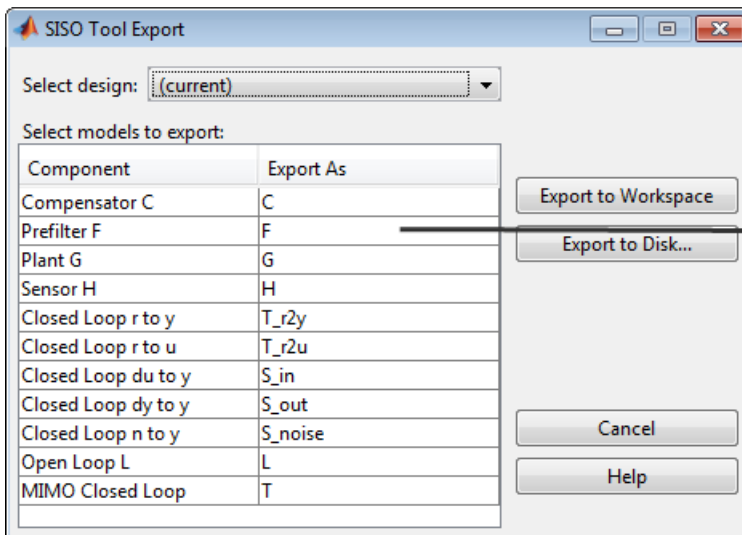 SISO Tool Export
Select design: (current)
Select models to export:
Component Export As
Compensator C C
Prefilter F F
Plant G G
Sensor H H
Closed Loop r to y T_r2y
Closed Loop r to u T_r2u
Closed Loop du to y S_in
Closed Loop dy to y S_out
Closed Loop n to y S_noise
Open Loop L L
MIMO Closed Loop T
Export to Workspace
Export to Disk...
Cancel
Help